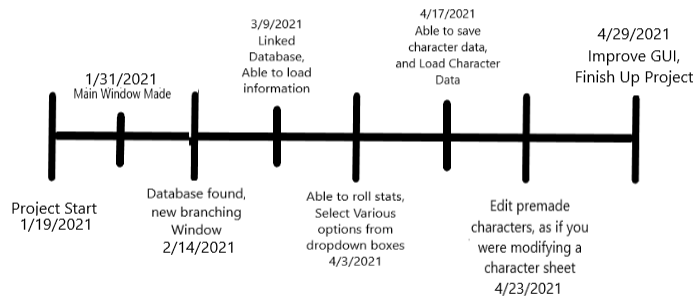 Project Start
1/19/2021
1/31/2021
Main Window Made
Database found,
new branching
Window
2/14/2021
3/9/2021
Linked
Database,
Able to load
information
Able to roll stats,
Select Various
options from
dropdown boxes
4/3/2021
4/17/2021
Able to save
character data,
and Load Character
Data
Edit premade
characters, as if you
were modifying a
character sheet
4/23/2021
4/29/2021
Improve GUI,
Finish Up Project